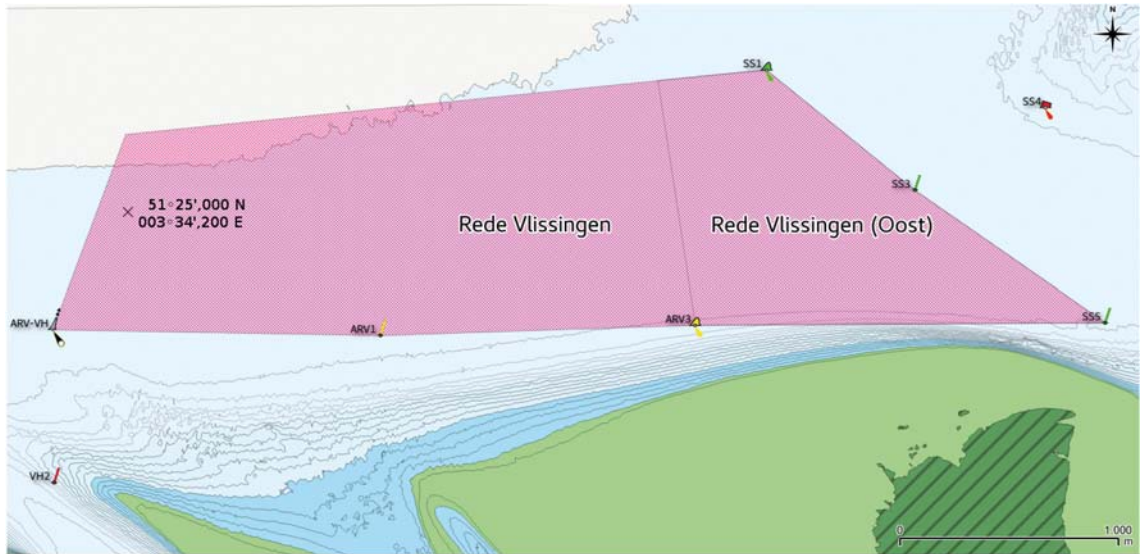 N
SS1
SS4
SS3
51◦25',000 N
003◦34',200 E
Rede Vlissingen
Rede Vlissingen (Oost)
ARV-VH
ARV1
ARV3
SS5
VH2
0
1.000
m